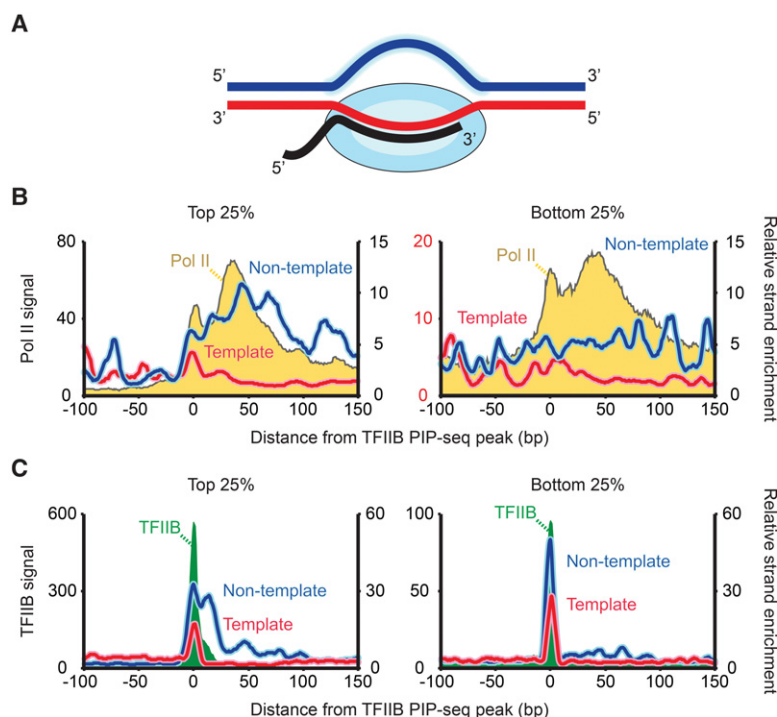 A
5’
3’
3’
5’
3’
5’
B
Top 25%
Bottom 25%
Pol II signal
80
40
0
Pol II
Non-template
Template
15
10
5
0
20
10
0
Pol II
Non-template
Template
15
10
5
0
Relative strand enrichment
-100 -50 0 50 100 150
-100 -50 0 50 100 150
Distance from TFIIB PIP-seq peak (bp)
C
Top 25%
Bottom 25%
TFIIB signal
600
300
0
TFIIB
Non-template
Template
60
30
0
100
50
0
TFIIB
Non-template
Template
60
30
0
Relative strand enrichment
-100 -50 0 50 100 150
-100 -50 0 50 100 150
Distance from TFIIB PIP-seq peak (bp)